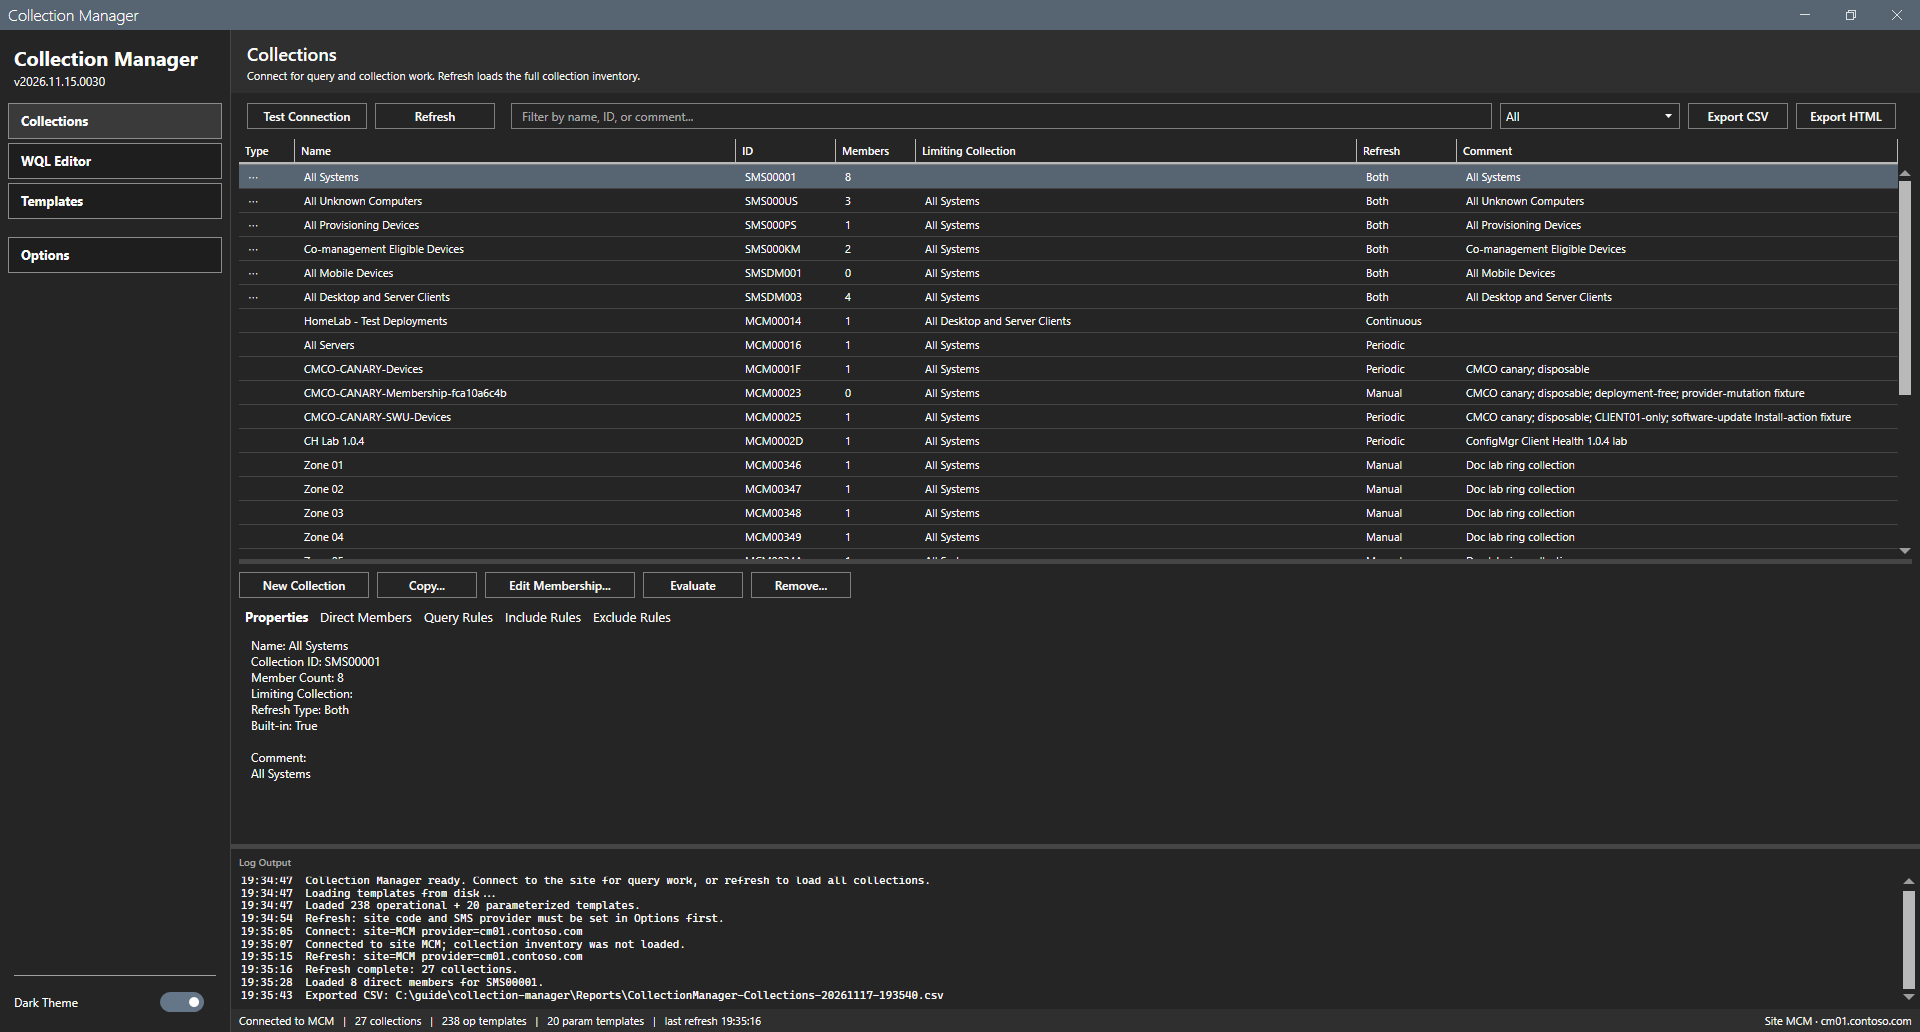 Collection Manager
Collection Manager
v2026.11.15.0030
Collections
WQL Editor
Templates
Options
Dark Theme
Collections
Connect for query and collection work. Refresh loads the full collection inventory.
Test Connection Refresh Filter by name, ID, or comment... All Export CSV Export HTML
Type Name ID Members Limiting Collection Refresh Comment
... All Systems SMS00001 8 Both All Systems
... All Unknown Computers SMS000US 3 All Systems Both All Unknown Computers
... All Provisioning Devices SMS000PS 1 All Systems Both All Provisioning Devices
... Co-management Eligible Devices SMS000KM 2 All Systems Both Co-management Eligible Devices
... All Mobile Devices SMSDM001 0 All Systems Both All Mobile Devices
... All Desktop and Server Clients SMSDM003 4 All Systems Both All Desktop and Server Clients
HomeLab - Test Deployments MCM00014 1 All Desktop and Server Clients Continuous
All Servers MCM00016 1 All Systems Periodic
CMCO-CANARY-Devices MCM0001F 1 All Systems Periodic CMCO canary; disposable
CMCO-CANARY-Membership-fca10a6c4b MCM00023 0 All Systems Manual CMCO canary; disposable; deployment-free; provider-mutation fixture
CMCO-CANARY-SWU-Devices MCM00025 1 All Systems Periodic CMCO canary; disposable; CLIENT01-only; software-update Install-action fixture
CH Lab 1.0.4 MCM0002D 1 All Systems Periodic ConfigMgr Client Health 1.0.4 lab
Zone 01 MCM00346 1 All Systems Manual Doc lab ring collection
Zone 02 MCM00347 1 All Systems Manual Doc lab ring collection
Zone 03 MCM00348 1 All Systems Manual Doc lab ring collection
Zone 04 MCM00349 1 All Systems Manual Doc lab ring collection
New Collection Copy... Edit Membership... Evaluate Remove...
Properties Direct Members Query Rules Include Rules Exclude Rules
Name: All Systems
Collection ID: SMS00001
Member Count: 8
Limiting Collection:
Refresh Type: Both
Built-in: True
Comment:
All Systems
Log Output
19:34:47 Collection Manager ready. Connect to the site for query work, or refresh to load all collections.
19:34:47 Loading templates from disk...
19:34:47 Loaded 238 operational + 20 parameterized templates.
19:34:54 Refresh: site code and SMS provider must be set in Options first.
19:35:05 Connect: site=MCM provider=cm01.contoso.com
19:35:07 Connected to site MCM; collection inventory was not loaded.
19:35:15 Refresh: site=MCM provider=cm01.contoso.com
19:35:16 Refresh complete: 27 collections.
19:35:28 Loaded 8 direct members for SMS00001.
19:35:43 Exported CSV: C:\guide\collection-manager\Reports\CollectionManager-Collections-20261117-193540.csv
Connected to MCM | 27 collections | 238 op templates | 20 param templates | last refresh 19:35:16
Site MCM · cm01.contoso.com